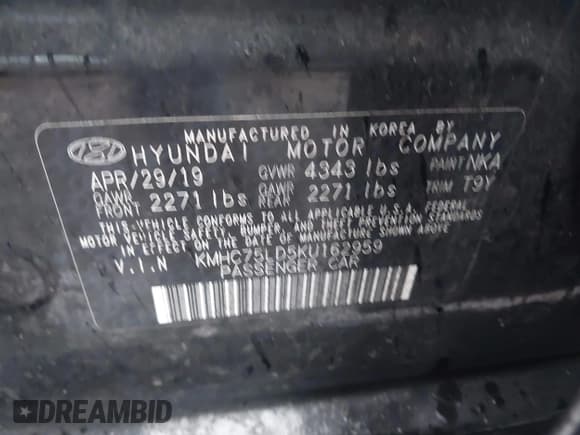 MANUFACTURED IN KOREA BY
HYUNDAI MOTOR COMPANY
APR/29/19 GVWR 4343 lbs PAINT NKA
GAWR FRONT 2271 lbs GAWR REAR 2271 lbs TRIM T9Y
THIS VEHICLE CONFORMS TO ALL APPLICABLE U.S.A. FEDERAL
MOTOR VEHICLE SAFETY, BUMPER, AND THEFT PREVENTION STANDARDS
IN EFFECT ON THE DATE OF MANUFACTURE SHOWN ABOVE.
V.I.N KMHC75LD5KU162959
PASSENGER CAR
DREAMBID